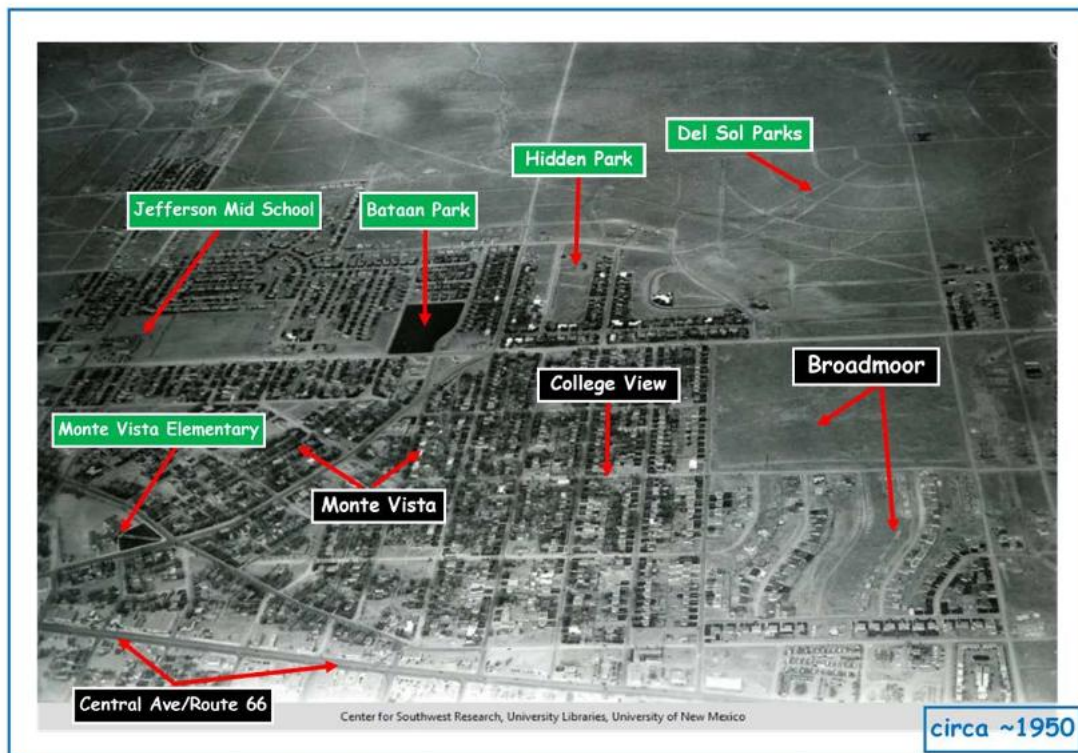 Del Sol Parks
Hidden Park
Jefferson Mid School
Bataan Park
College View
Broadmoor
Monte Vista Elementary
Monte Vista
Central Ave/Route 66
Center for Southwest Research, University Libraries, University of New Mexico
circa ~1950